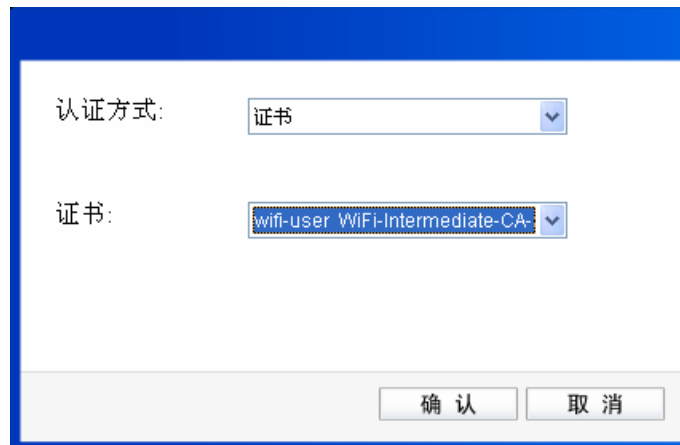 认证方式: 证书
证书: wifi-user WiFi-Intermediate-CA-
确 认 取 消